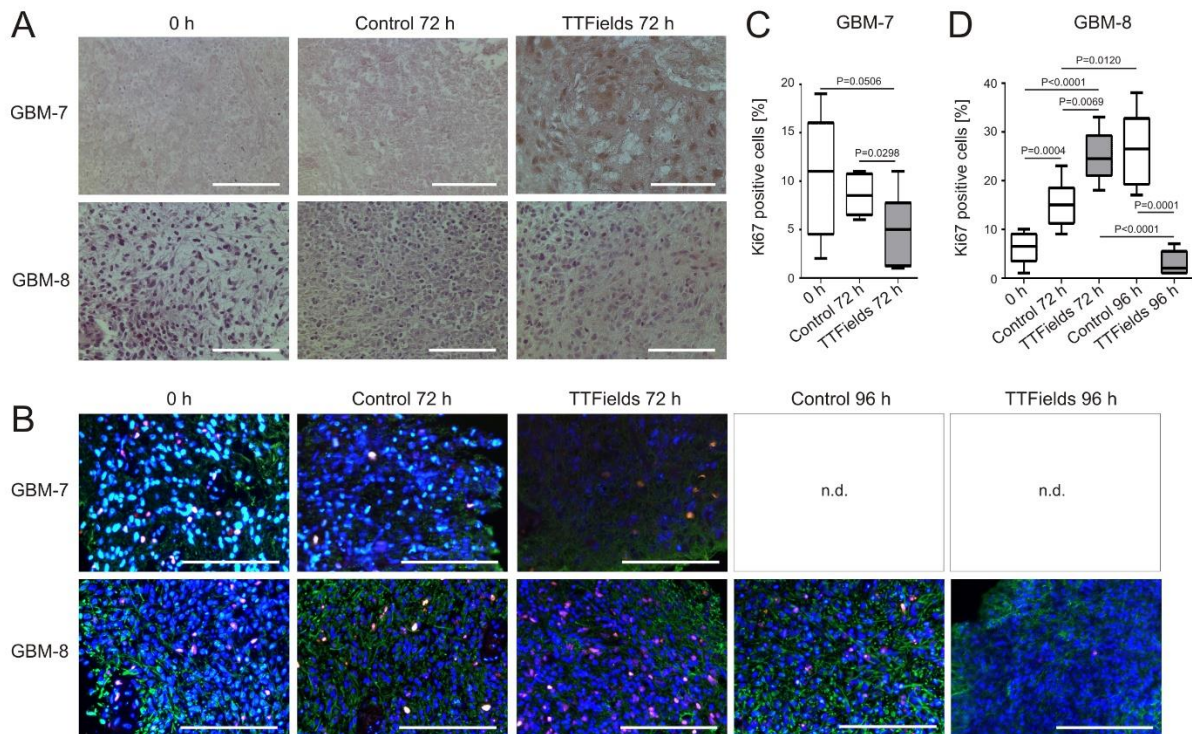 A
0 h
Control 72 h
TTFields 72 h
GBM-7
GBM-8
C
GBM-7
Ki67 positive cells [%]
20
15
10
5
0
P=0.0506
P=0.0298
0 h
Control 72 h
TTFields 72 h
D
GBM-8
Ki67 positive cells [%]
40
30
20
10
0
P=0.0120
P<0.0001
P=0.0069
P=0.0004
P=0.0001
P<0.0001
0 h
Control 72 h
TTFields 72 h
Control 96 h
TTFields 96 h
B
0 h
Control 72 h
TTFields 72 h
Control 96 h
TTFields 96 h
GBM-7
n.d.
n.d.
GBM-8